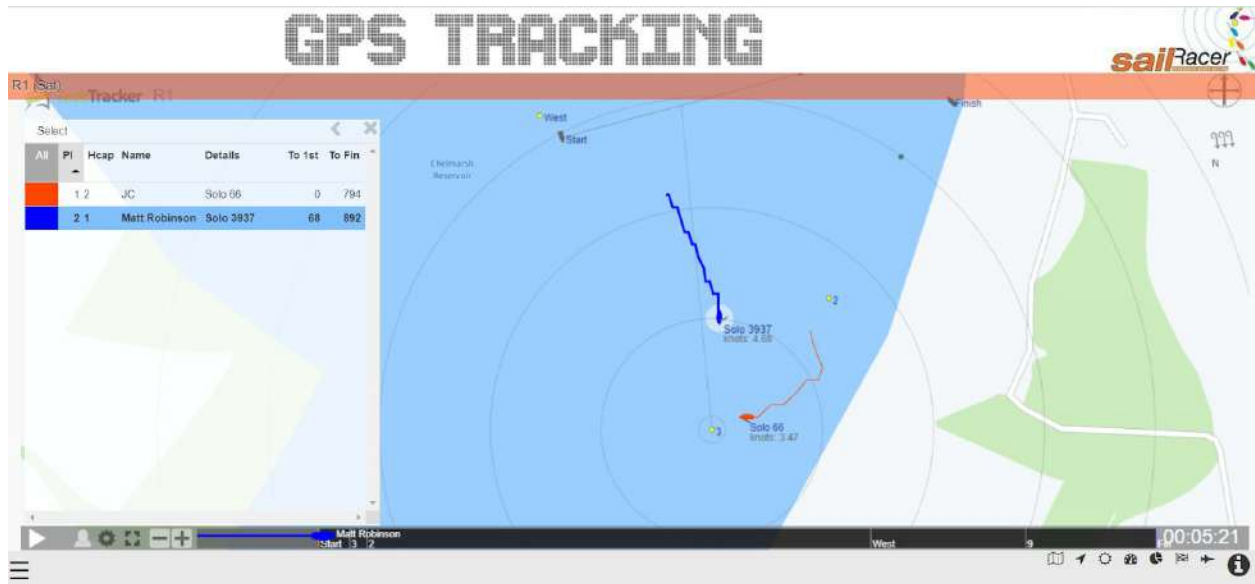 GPS TRACKING
sailRacer
R1 (Sat)
Tracker R1
Finish
West
Start
Select
All Pl Hcap Name Details To 1st To Fin
1 2 JC Solo 66 0 794
2 1 Matt Robinson Solo 3937 68 892
Chelmarsh
Reservoir
N
2
Solo 3937
knots: 4.68
3
Solo 66
knots: 3.47
Matt Robinson
Start 3 2
West
9
00:05:21